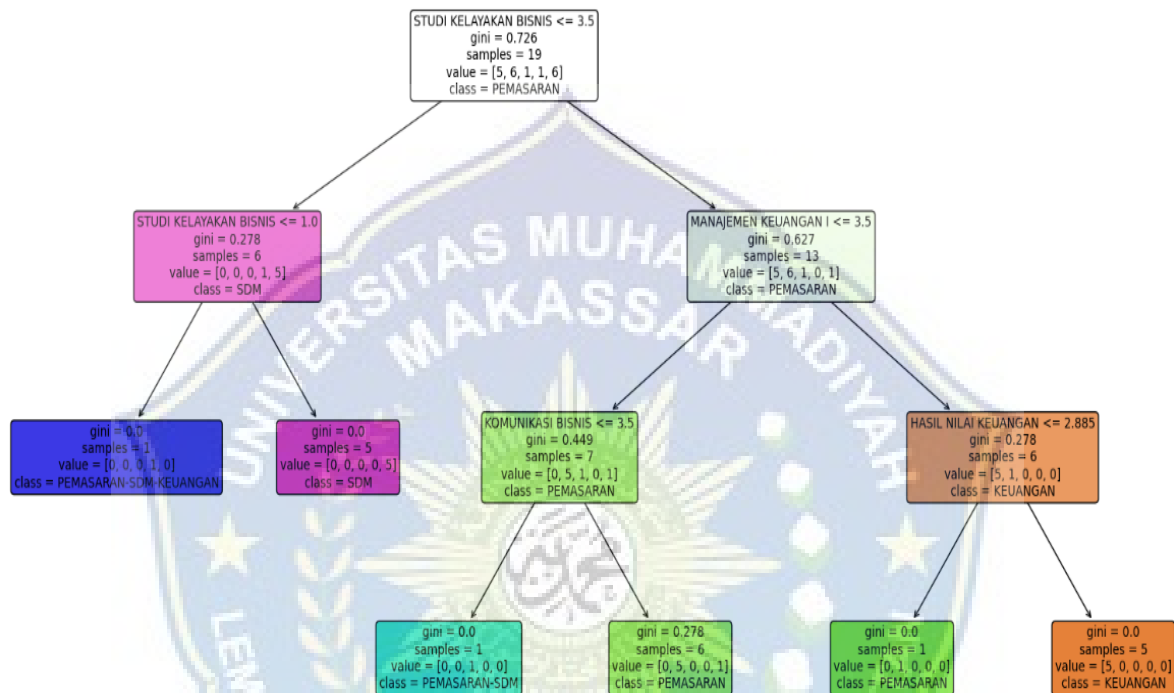 STUDI KELAYAKAN BISNIS <= 3.5
gini = 0.726
samples = 19
value = [5, 6, 1, 1, 6]
class = PEMASARAN
STUDI KELAYAKAN BISNIS <= 1.0
gini = 0.278
samples = 6
value = [0, 0, 0, 1, 5]
class = SDM
MANAJEMEN KEUANGAN I <= 3.5
gini = 0.627
samples = 13
value = [5, 6, 1, 0, 1]
class = PEMASARAN
UNIVERSITAS MUHAMMADIYAH
MAKASSAR
gini = 0.0
samples = 1
value = [0, 0, 0, 1, 0]
class = PEMASARAN-SDM-KEUANGAN
gini = 0.0
samples = 5
value = [0, 0, 0, 0, 5]
class = SDM
KOMUNIKASI BISNIS <= 3.5
gini = 0.449
samples = 7
value = [0, 5, 1, 0, 1]
class = PEMASARAN
HASIL NILAI KEUANGAN <= 2.885
gini = 0.278
samples = 6
value = [5, 1, 0, 0, 0]
class = KEUANGAN
gini = 0.0
samples = 1
value = [0, 0, 1, 0, 0]
class = PEMASARAN-SDM
gini = 0.278
samples = 6
value = [0, 5, 0, 0, 1]
class = PEMASARAN
gini = 0.0
samples = 1
value = [0, 1, 0, 0, 0]
class = PEMASARAN
gini = 0.0
samples = 5
value = [5, 0, 0, 0, 0]
class = KEUANGAN
LEM